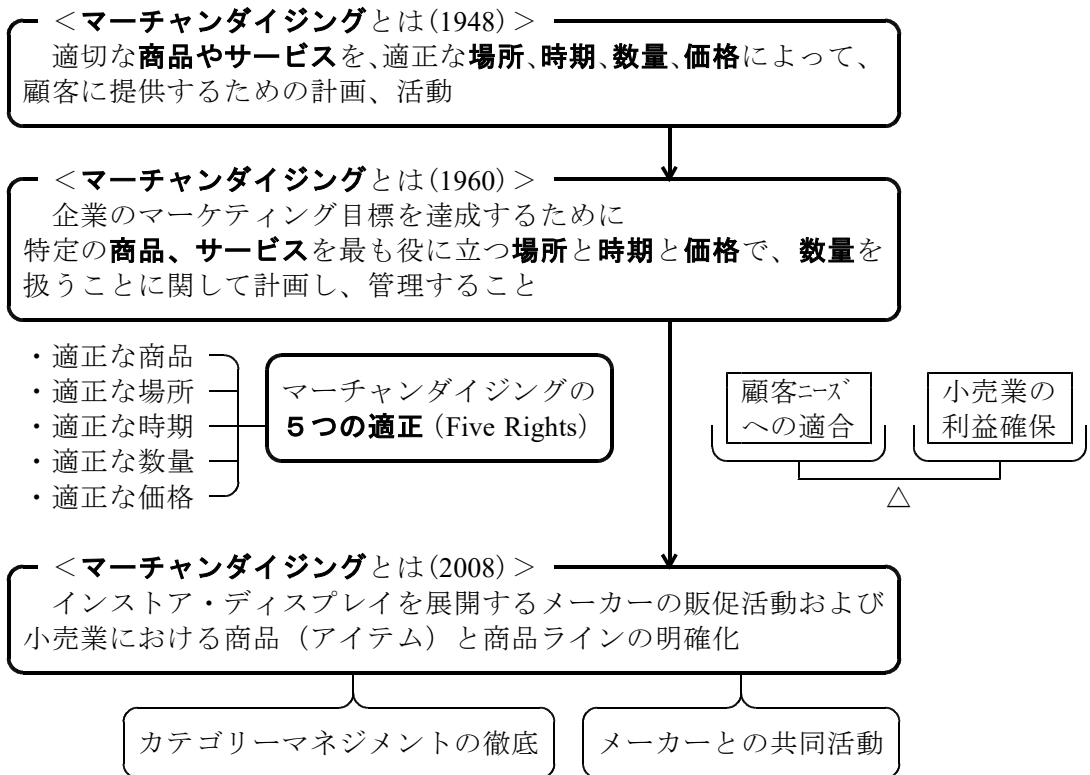 ＜マーチャンダイジングとは(1948)＞
適切な商品やサービスを、適正な場所、時期、数量、価格によって、
顧客に提供するための計画、活動
＜マーチャンダイジングとは(1960)＞
企業のマーケティング目標を達成するために
特定の商品、サービスを最も役に立つ場所と時期と価格で、数量を
扱うことに関して計画し、管理すること
・適正な商品
・適正な場所
・適正な時期
・適正な数量
・適正な価格
マーチャンダイジングの
５つの適正（Five Rights）
顧客ﾆｰｽﾞ
への適合
小売業の
利益確保
△
＜マーチャンダイジングとは(2008)＞
インストア・ディスプレイを展開するメーカーの販促活動および
小売業における商品（アイテム）と商品ラインの明確化
カテゴリーマネジメントの徹底
メーカーとの共同活動